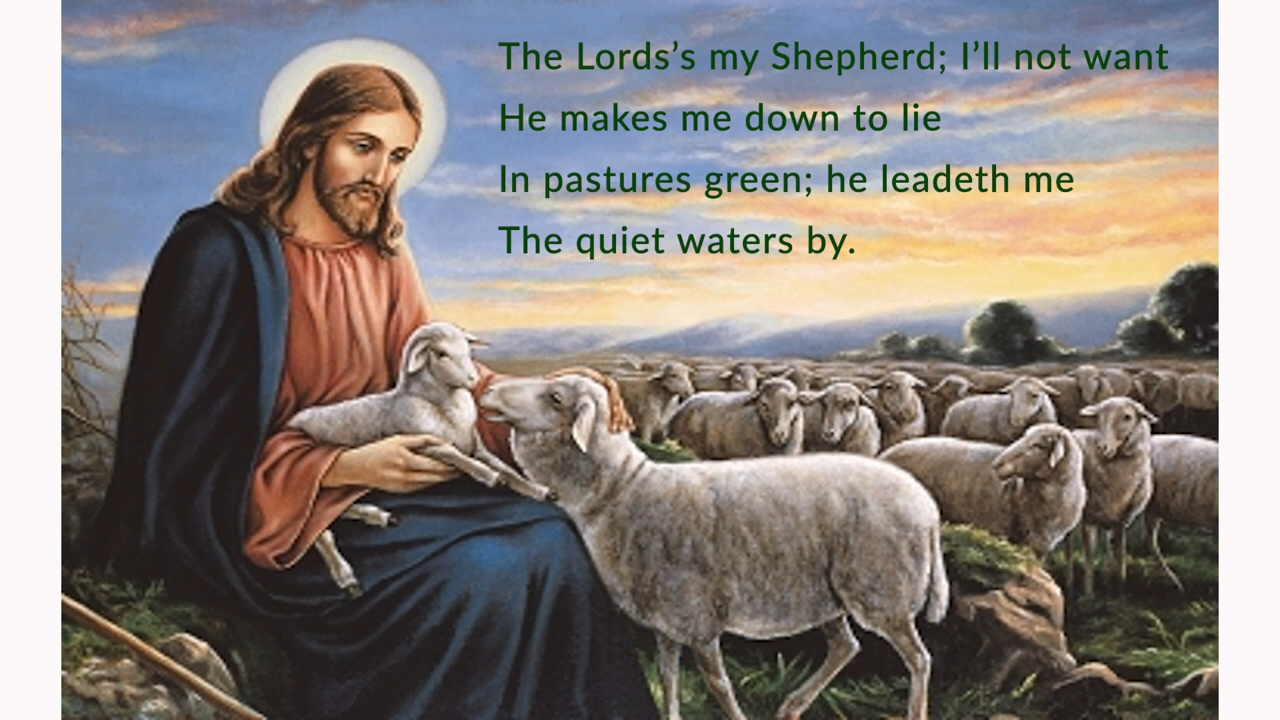 The Lords’s my Shepherd; I’ll not want
He makes me down to lie
In pastures green; he leadeth me
The quiet waters by.